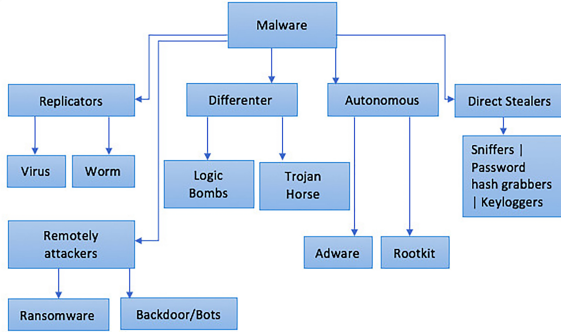 Malware
Replicators
Differenter
Autonomous
Direct Stealers
Virus
Worm
Logic
Bombs
Trojan
Horse
Sniffers |
Password
hash grabbers
| Keyloggers
Remotely
attackers
Adware
Rootkit
Ransomware
Backdoor/Bots